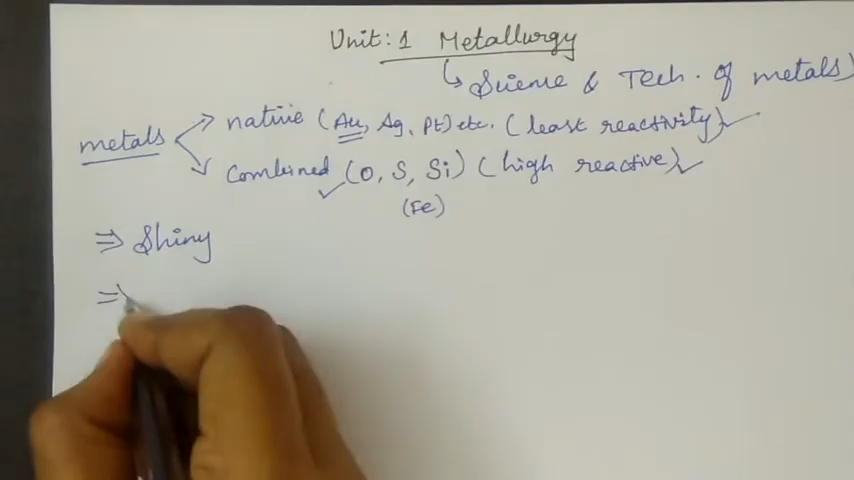 Unit: 1 Metallurgy
↳ Science & Tech. of metals)
metals → native (Au, Ag, Pt) etc. (least reactivity) ✓
→ Combined (O, S, Si) (high reactive) ✓
✓ (Fe)
⇒ Shiny
⇒